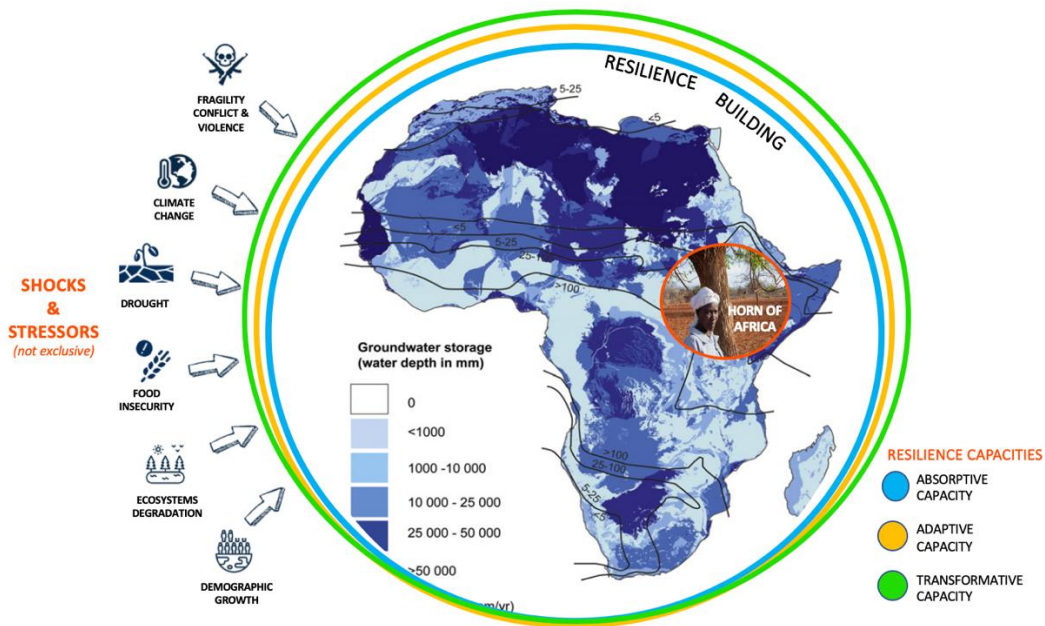 RESILIENCE
BUILDING
FRAGILITY
CONFLICT &
VIOLENCE
CLIMATE
CHANGE
DROUGHT
FOOD
INSECURITY
ECOSYSTEMS
DEGRADATION
DEMOGRAPHIC
GROWTH
SHOCKS
&
STRESSORS
(not exclusive)
5-25
<5
<5
5-25
25-100
>100
HORN OF
AFRICA
Groundwater storage
(water depth in mm)
0
<1000
1000 -10 000
10 000 - 25 000
25 000 - 50 000
>50 000
>100
25-100
5-25
<5
RESILIENCE CAPACITIES
ABSORPTIVE
CAPACITY
ADAPTIVE
CAPACITY
TRANSFORMATIVE
CAPACITY